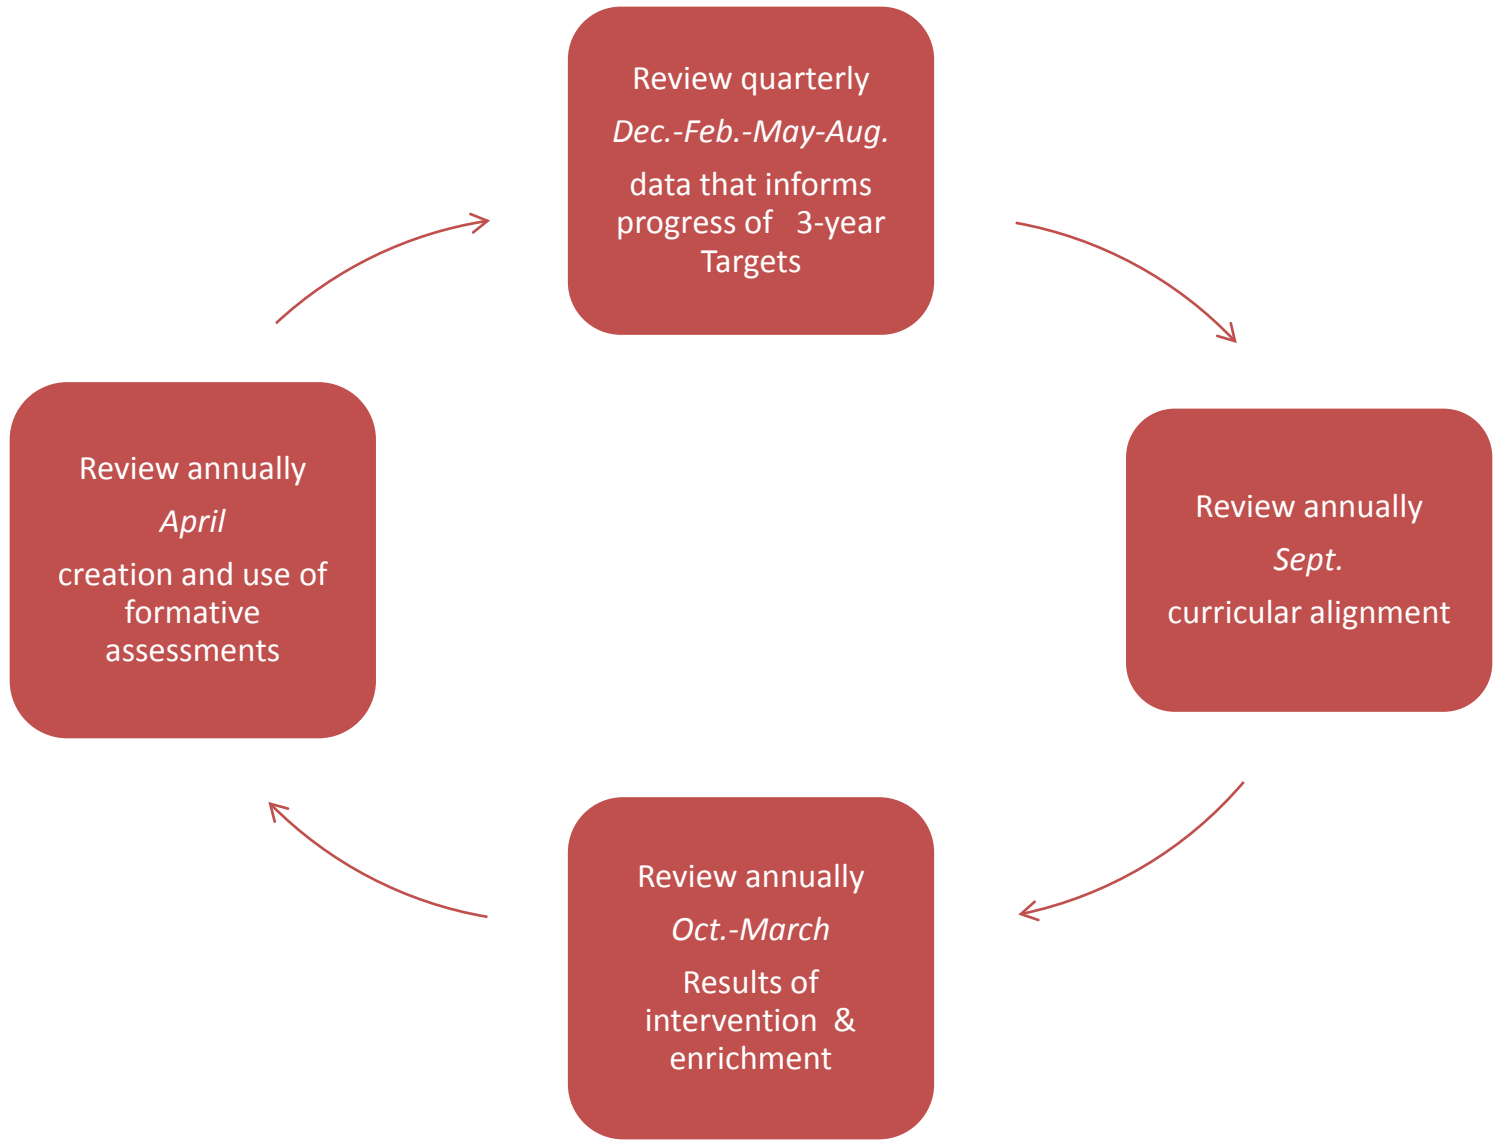 Review quarterly
Dec.-Feb.-May-Aug.
data that informs
progress of   3-year
Targets
Review annually
Sept.
curricular alignment
Review annually
Oct.-March
Results of
intervention  &
enrichment
Review annually
April
creation and use of
formative
assessments